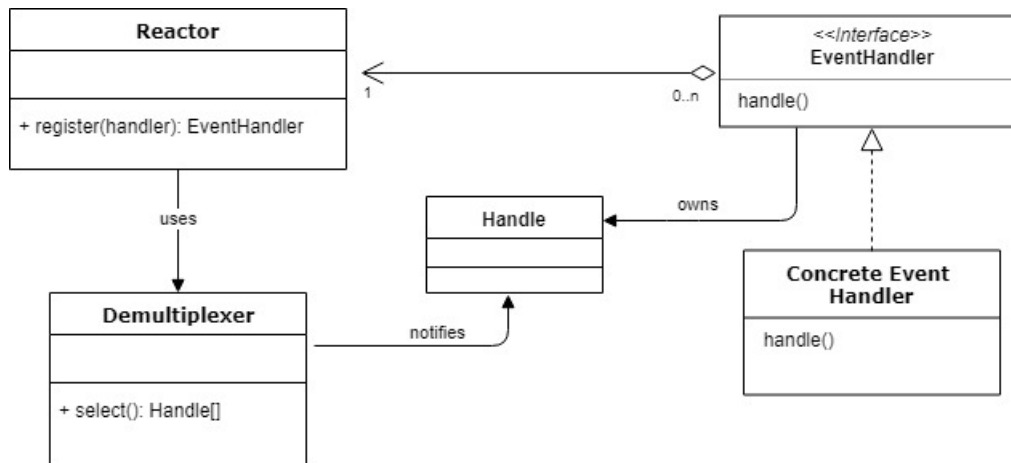 Reactor
+ register(handler): EventHandler
1
0..n
<<Interface>>
EventHandler
handle()
uses
Handle
owns
Concrete Event
Handler
handle()
Demultiplexer
+ select(): Handle[]
notifies